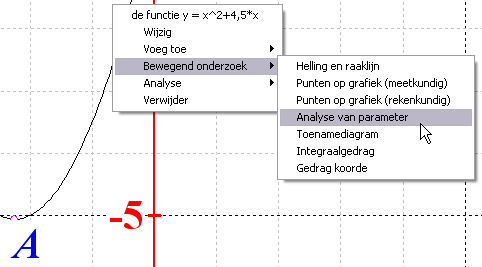 de functie y = x^2+4,5*x
Wijzig
Voeg toe
Bewegend onderzoek
Analyse
Verwijder
Helling en raaklijn
Punten op grafiek (meetkundig)
Punten op grafiek (rekenkundig)
Analyse van parameter
Toenamediagram
Integraalgedrag
Gedrag koorde
-5
A